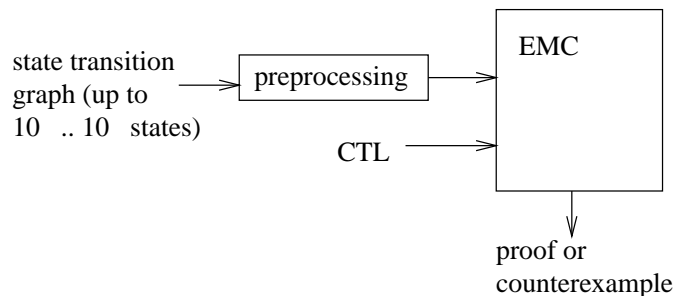 state transition
graph (up to
10 .. 10 states)
preprocessing
EMC
CTL
proof or
counterexample